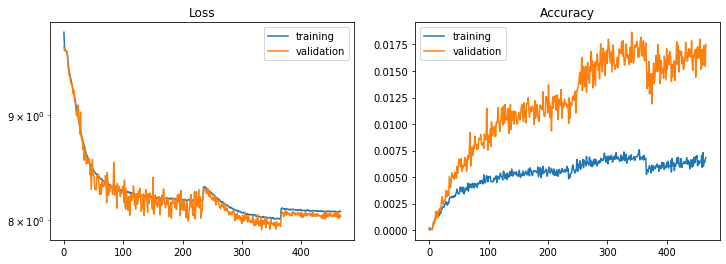 Loss
training
validation
9 × 10⁰
8 × 10⁰
0 100 200 300 400
Accuracy
training
validation
0.0175
0.0150
0.0125
0.0100
0.0075
0.0050
0.0025
0.0000
0 100 200 300 400